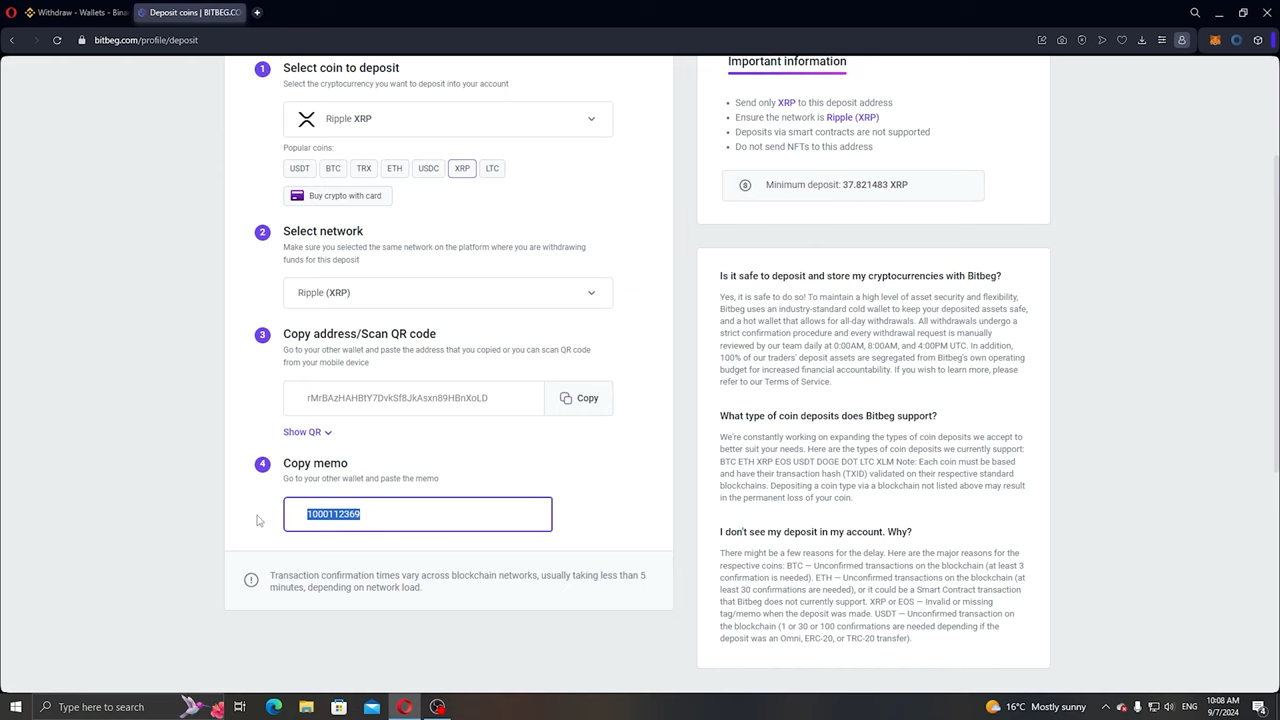 Withdraw - Wallets - Bina
Deposit coins | BITBEG.CO
bitbeg.com/profile/deposit
1
Select coin to deposit
Select the cryptocurrency you want to deposit into your account
Ripple XRP
Popular coins:
USDT BTC TRX ETH USDC XRP LTC
Buy crypto with card
2
Select network
Make sure you selected the same network on the platform where you are withdrawing
funds for this deposit
Ripple (XRP)
3
Copy address/Scan QR code
Go to your other wallet and paste the address that you copied or you can scan QR code
from your mobile device
rMrBAzHAHBtY7DvkSf8JkAsxn89HBnXoLD
Copy
Show QR
4
Copy memo
Go to your other wallet and paste the memo
1000112369
Transaction confirmation times vary across blockchain networks, usually taking less than 5
minutes, depending on network load.
Important information
Send only XRP to this deposit address
Ensure the network is Ripple (XRP)
Deposits via smart contracts are not supported
Do not send NFTs to this address
Minimum deposit: 37.821483 XRP
Is it safe to deposit and store my cryptocurrencies with Bitbeg?
Yes, it is safe to do so! To maintain a high level of asset security and flexibility,
Bitbeg uses an industry-standard cold wallet to keep your deposited assets safe,
and a hot wallet that allows for all-day withdrawals. All withdrawals undergo a
strict confirmation procedure and every withdrawal request is manually
reviewed by our team daily at 0:00AM, 8:00AM, and 4:00PM UTC. In addition,
100% of our traders' deposit assets are segregated from Bitbeg's own operating
budget for increased financial accountability. If you wish to learn more, please
refer to our Terms of Service.
What type of coin deposits does Bitbeg support?
We're constantly working on expanding the types of coin deposits we accept to
better suit your needs. Here are the types of coin deposits we currently support:
BTC ETH XRP EOS USDT DOGE DOT LTC XLM Note: Each coin must be based
and have their transaction hash (TXID) validated on their respective standard
blockchains. Depositing a coin type via a blockchain not listed above may result
in the permanent loss of your coin.
I don't see my deposit in my account. Why?
There might be a few reasons for the delay. Here are the major reasons for the
respective coins: BTC — Unconfirmed transactions on the blockchain (at least 3
confirmation is needed). ETH — Unconfirmed transactions on the blockchain (at
least 30 confirmations are needed), or it could be a Smart Contract transaction
that Bitbeg does not currently support. XRP or EOS — Invalid or missing
tag/memo when the deposit was made. USDT — Unconfirmed transaction on
the blockchain (1 or 30 or 100 confirmations are needed depending if the
deposit was an Omni, ERC-20, or TRC-20 transfer).
Type here to search
16°C Mostly sunny
10:08 AM
9/7/2024